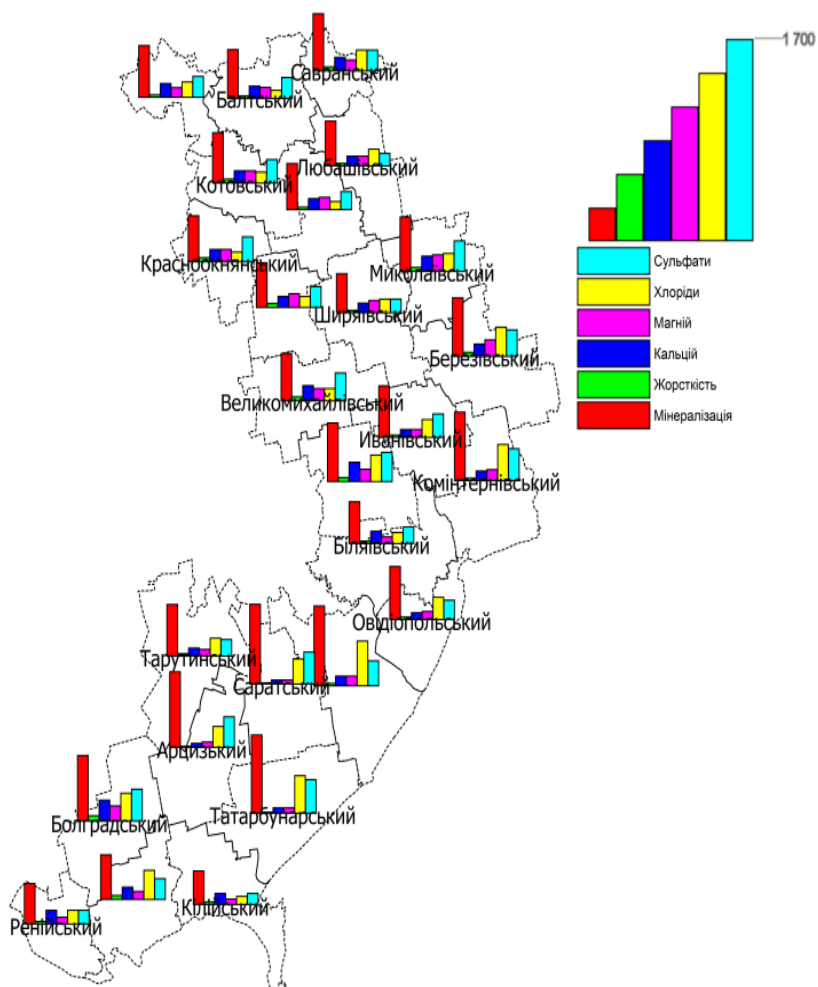 1 700
Савранський
Балтський
Любашівський
Котовський
Красноокнянський
Миколаївський
Ширяївський
Березівський
Великомихайлівський
Иванівський
Комінтернівський
Біляївський
Овідіопольський
Тарутинський
Саратський
Арцизький
Татарбунарський
Болградський
Кілійський
Ренійський
Сульфати
Хлоріди
Магній
Кальцій
Жорсткість
Мінералізація